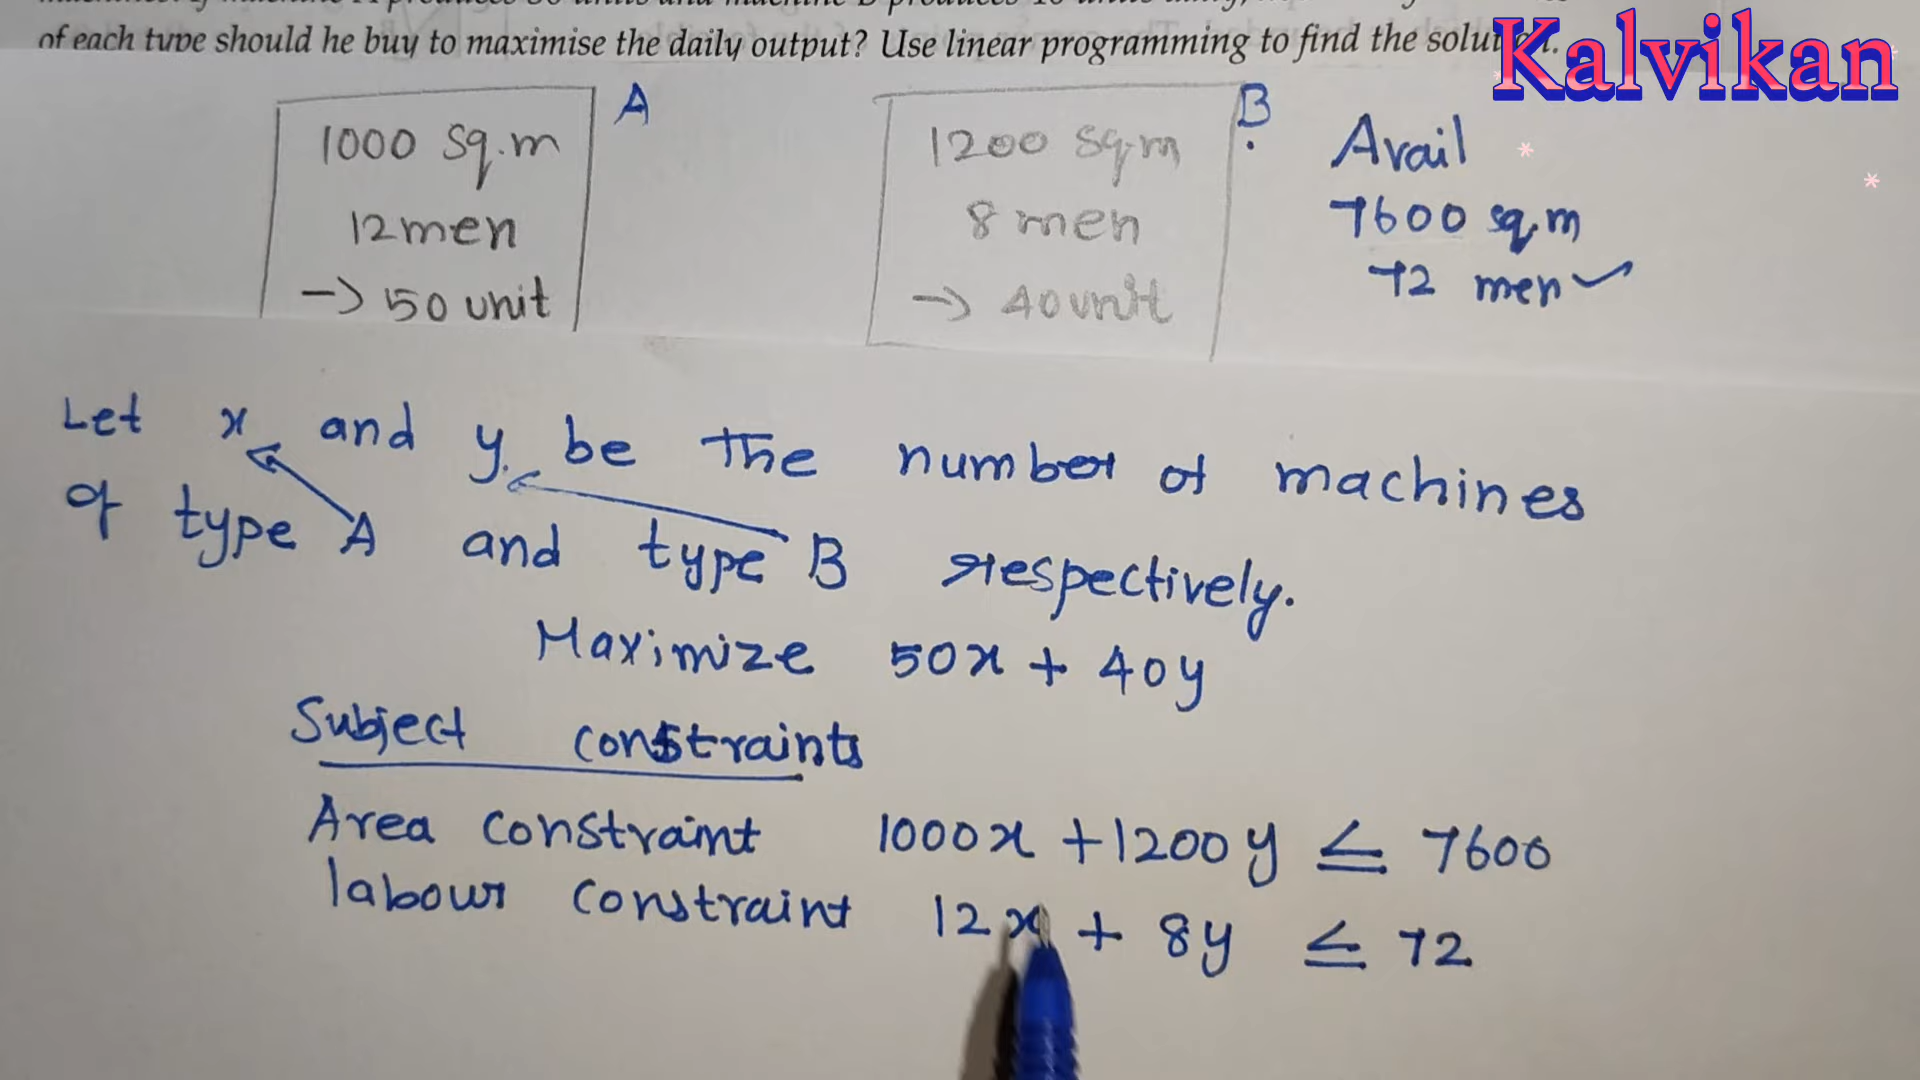 of each type should he buy to maximise the daily output? Use linear programming to find the solution.
Kalvikan
A
1000 sq.m
12men
→ 50 unit
B
1200 sq.m
8 men
→ 40unit
Avail
7600 sq.m
72 men
Let x and y be the number of machines
of type A and type B respectively.
Maximize 50x + 40y
Subject constraints
Area constraint 1000x + 1200y ≤ 7600
labour constraint 12x + 8y ≤ 72